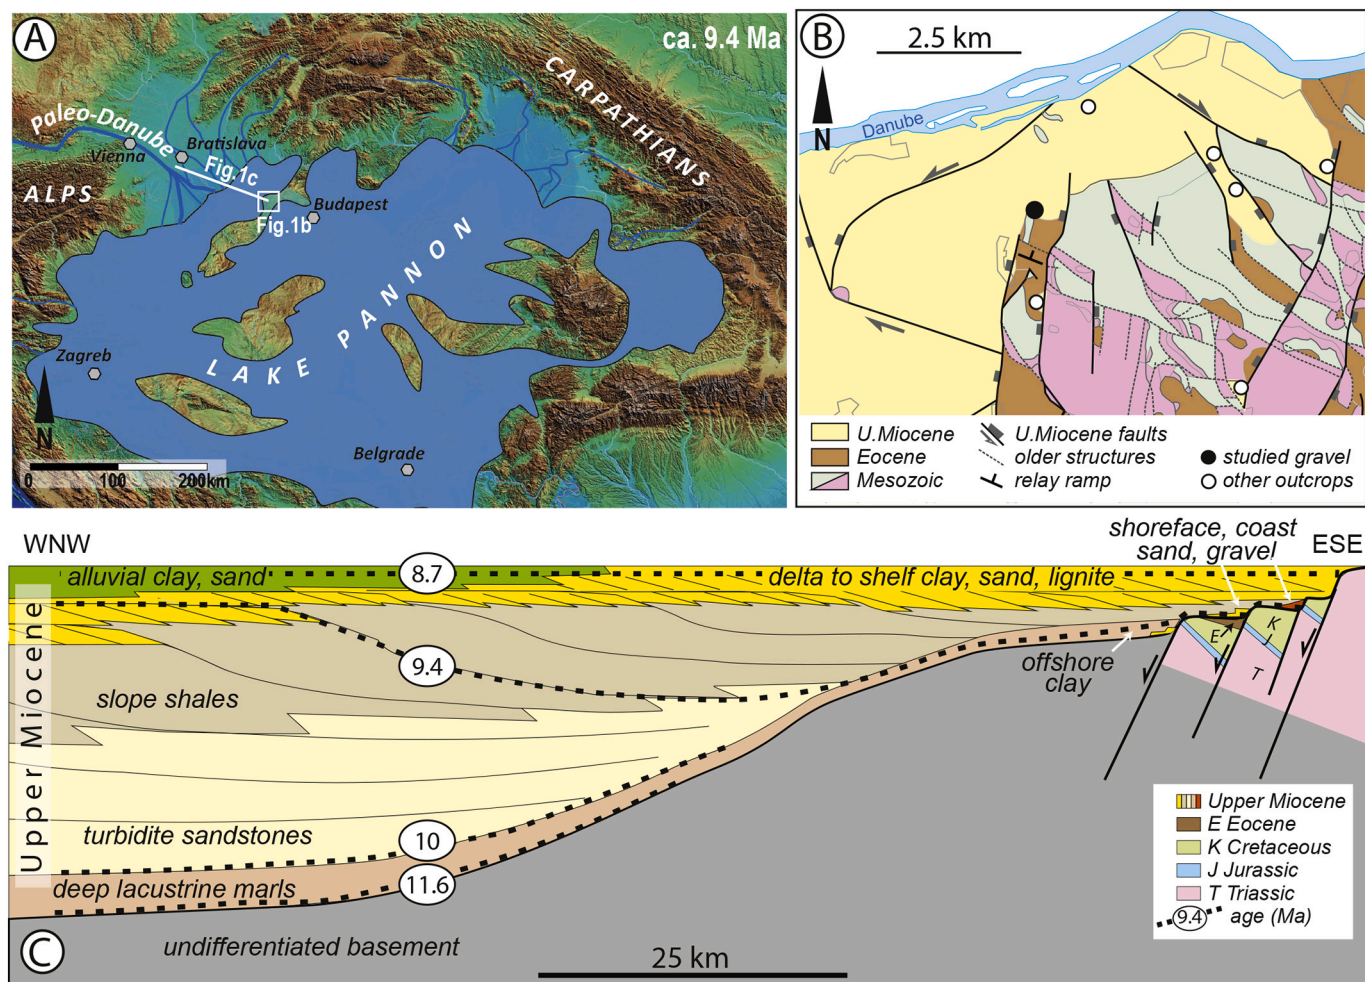 A
ca. 9.4 Ma
CARPATHIANS
Paleo-Danube
Vienna
Bratislava
Fig.1c
ALPS
Budapest
Fig.1b
LAKE PANNON
Zagreb
N
Belgrade
0 100 200km
B
2.5 km
N
Danube
U.Miocene
Eocene
Mesozoic
U.Miocene faults
older structures
relay ramp
studied gravel
other outcrops
WNW
shoreface, coast
sand, gravel
ESE
alluvial clay, sand
8.7
delta to shelf clay, sand, lignite
Upper Miocene
9.4
slope shales
offshore
clay
E
K
T
turbidite sandstones
10
deep lacustrine marls
11.6
undifferentiated basement
C
25 km
Upper Miocene
E Eocene
K Cretaceous
J Jurassic
T Triassic
9.4 age (Ma)